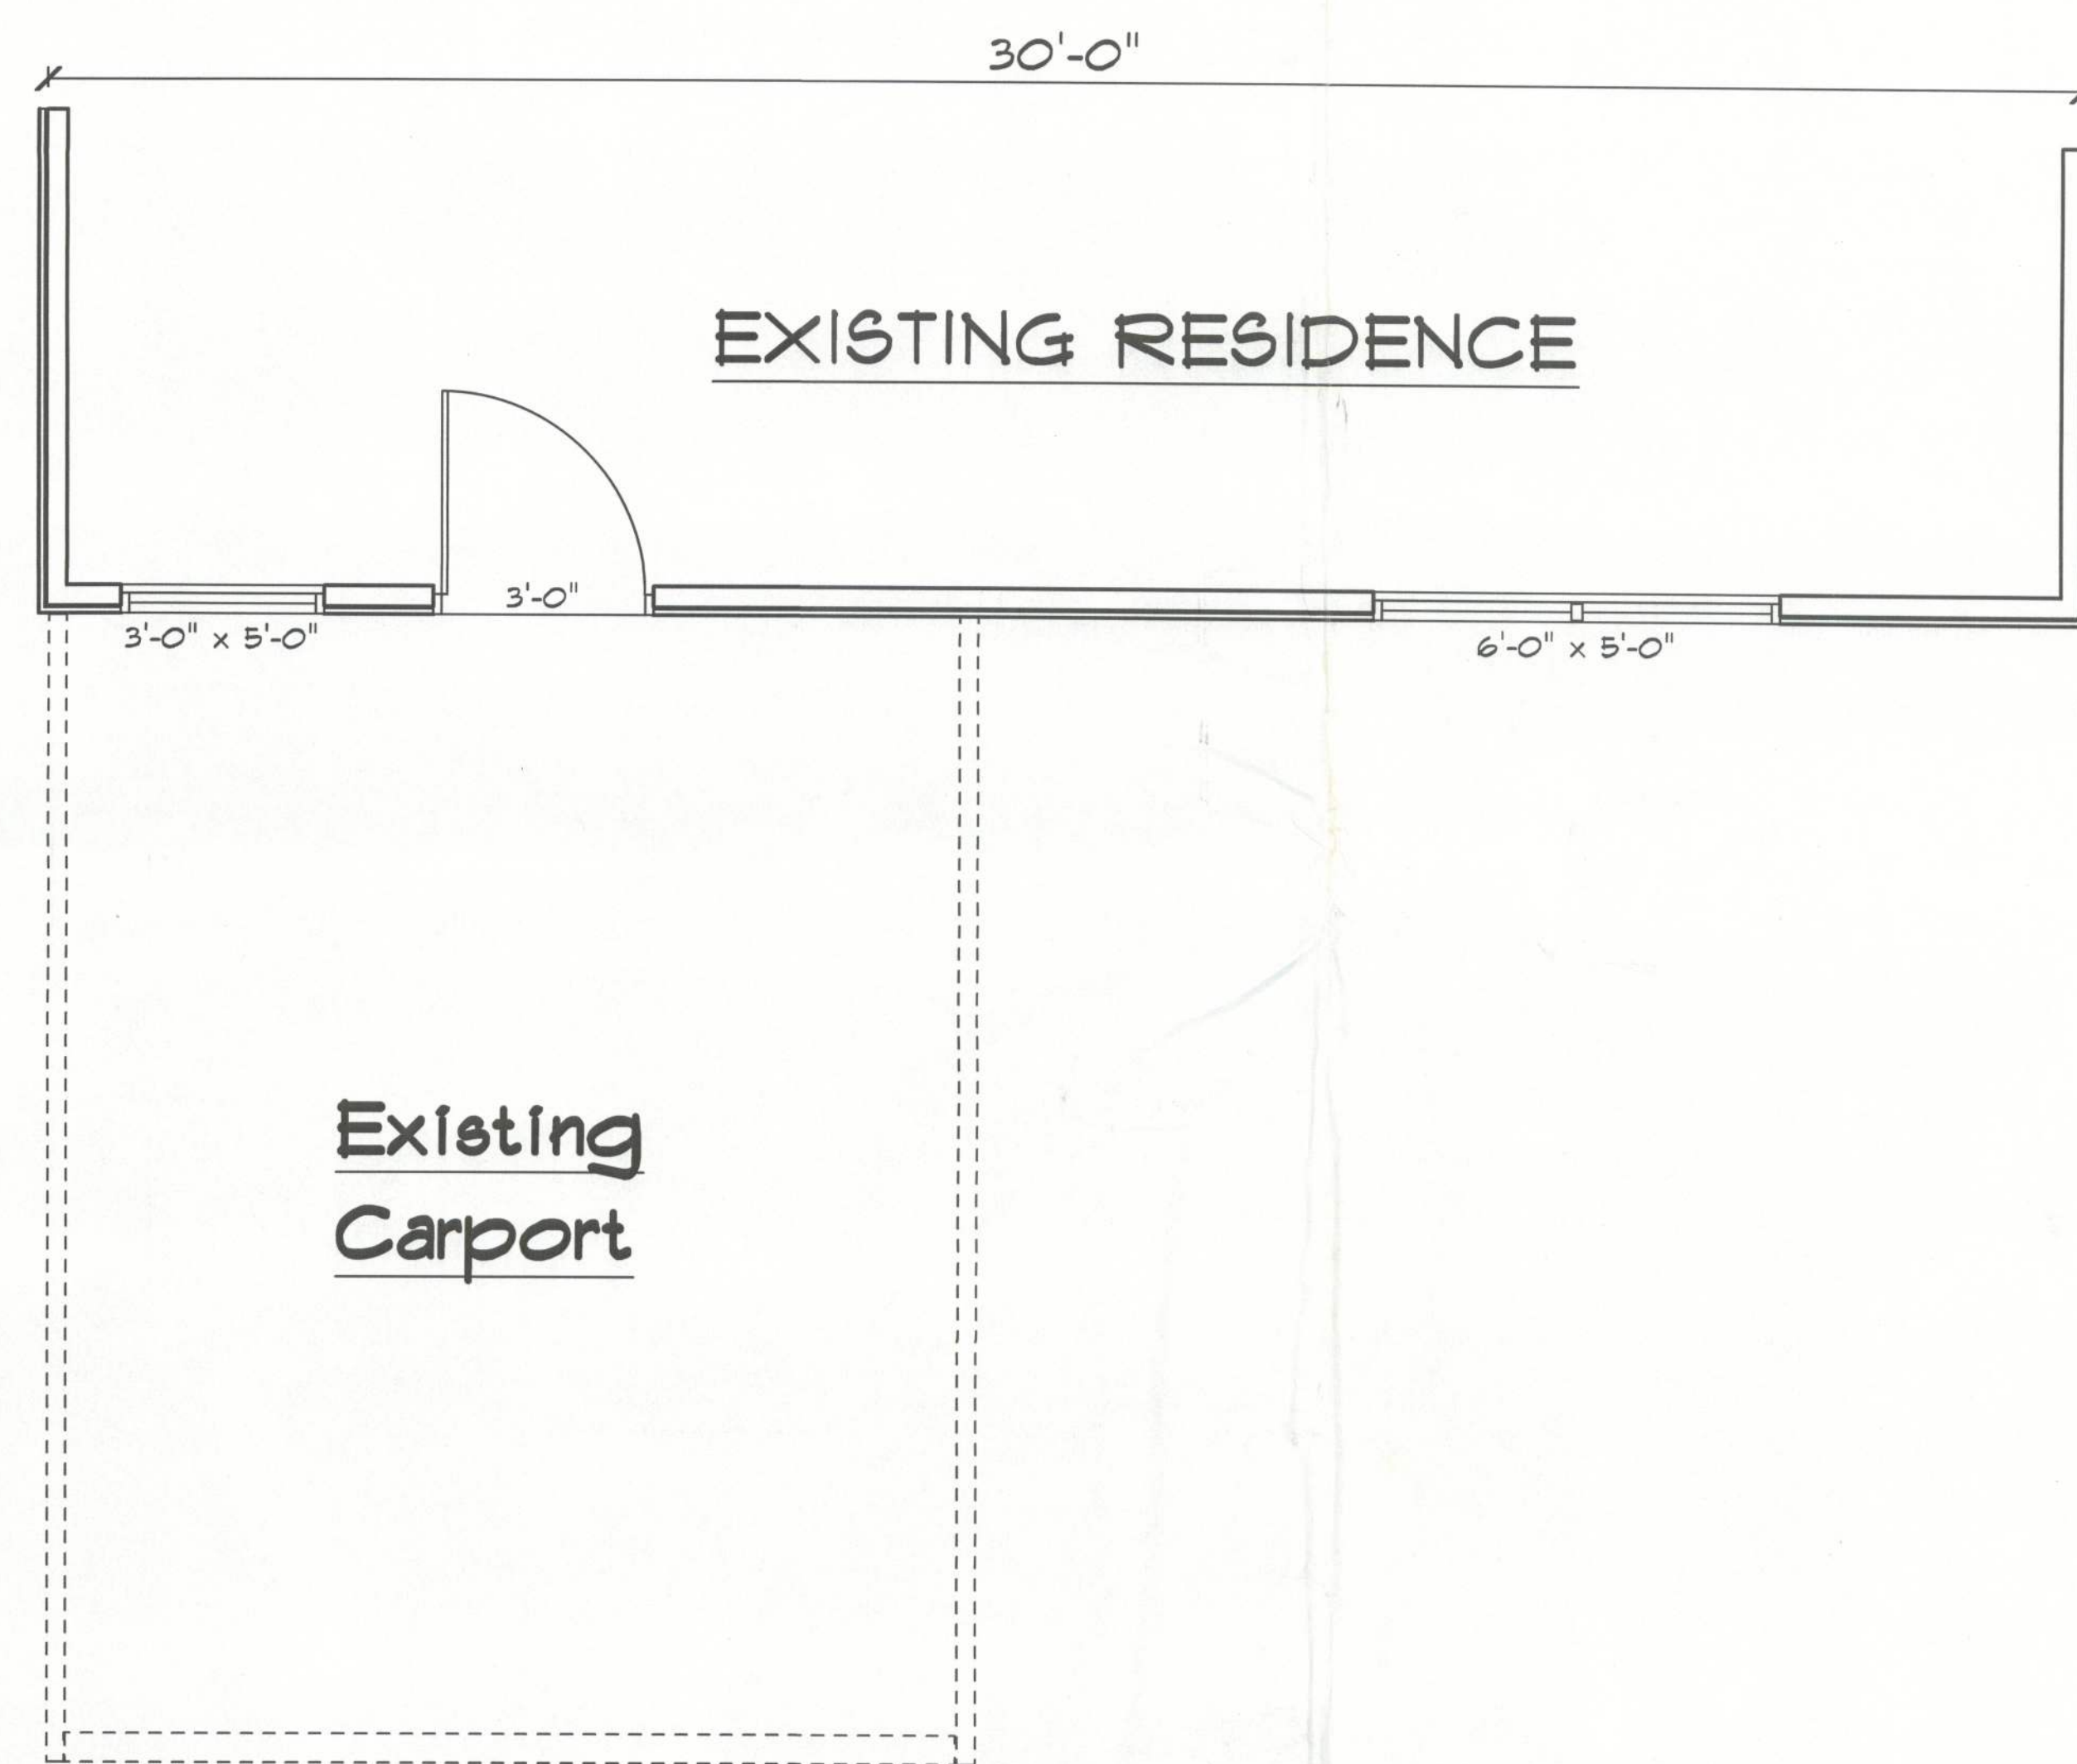 30'-0"
EXISTING RESIDENCE
3'-0"
3'-0" x 5'-0"
6'-0" x 5'-0"
Existing
Carport